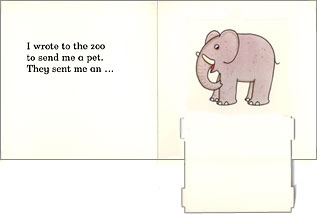 I wrote to the zoo
to send me a pet.
They sent me an ...